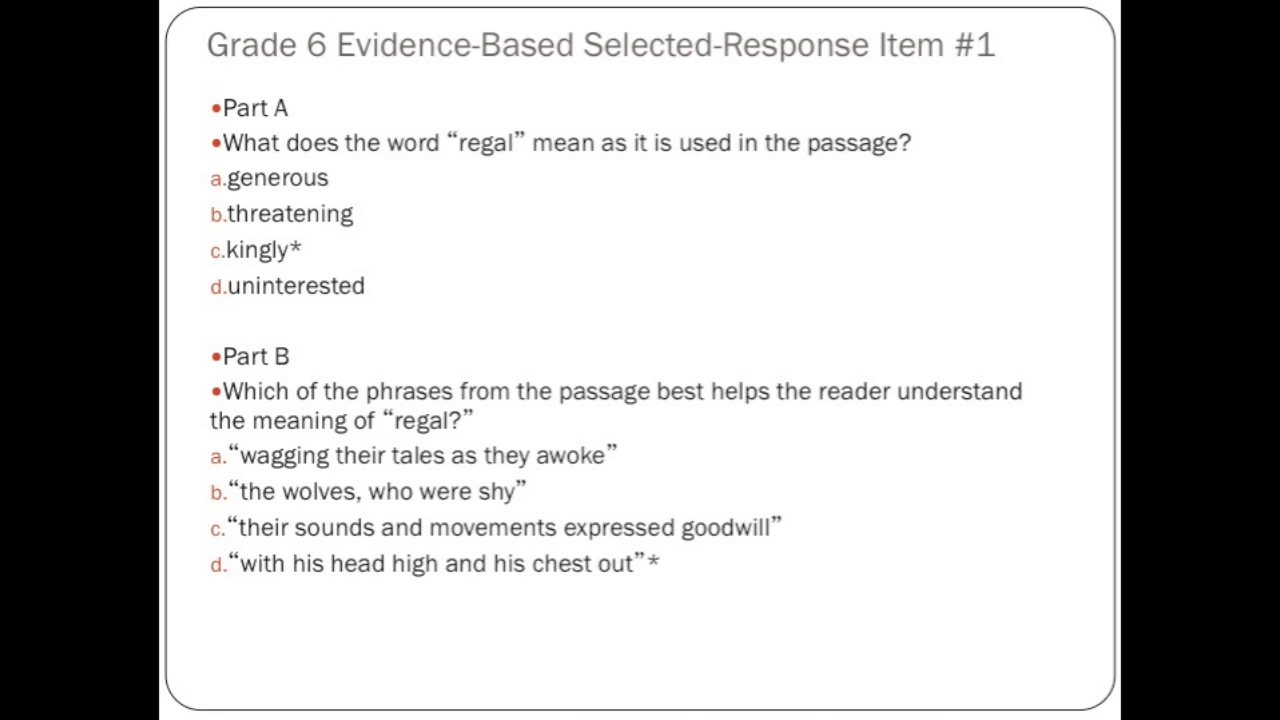 Grade 6 Evidence-Based Selected-Response Item #1
•Part A
•What does the word “regal” mean as it is used in the passage?
a.generous
b.threatening
c.kingly*
d.uninterested
•Part B
•Which of the phrases from the passage best helps the reader understand
the meaning of “regal?”
a.“wagging their tales as they awoke”
b.“the wolves, who were shy”
c.“their sounds and movements expressed goodwill”
d.“with his head high and his chest out”*